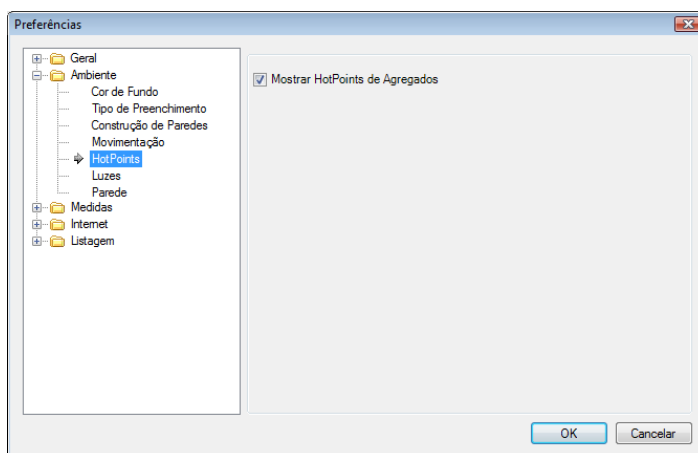 Preferências
Geral
Ambiente
Cor de Fundo
Tipo de Preenchimento
Construção de Paredes
Movimentação
HotPoints
Luzes
Parede
Medidas
Internet
Listagem
Mostrar HotPoints de Agregados
OK
Cancelar